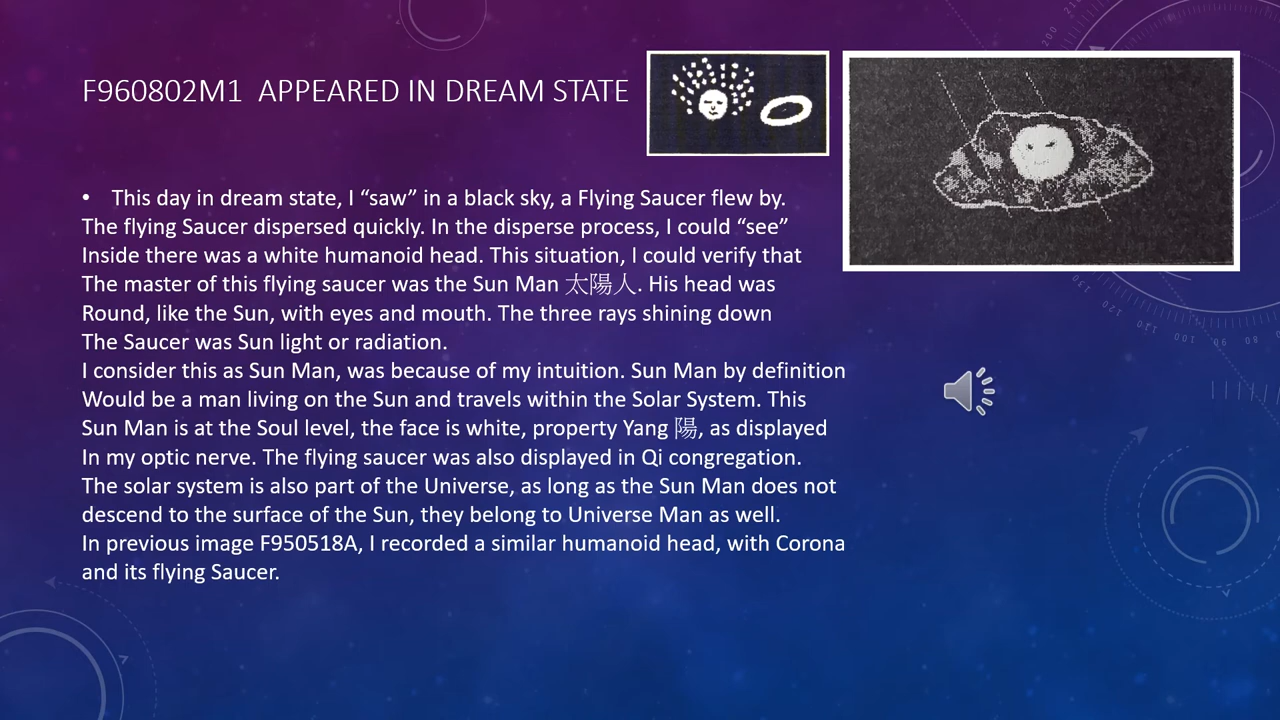 F960802M1 APPEARED IN DREAM STATE
• This day in dream state, I “saw” in a black sky, a Flying Saucer flew by.
The flying Saucer dispersed quickly. In the disperse process, I could “see”
Inside there was a white humanoid head. This situation, I could verify that
The master of this flying saucer was the Sun Man 太陽人. His head was
Round, like the Sun, with eyes and mouth. The three rays shining down
The Saucer was Sun light or radiation.
I consider this as Sun Man, was because of my intuition. Sun Man by definition
Would be a man living on the Sun and travels within the Solar System. This
Sun Man is at the Soul level, the face is white, property Yang 陽, as displayed
In my optic nerve. The flying saucer was also displayed in Qi congregation.
The solar system is also part of the Universe, as long as the Sun Man does not
descend to the surface of the Sun, they belong to Universe Man as well.
In previous image F950518A, I recorded a similar humanoid head, with Corona
and its flying Saucer.